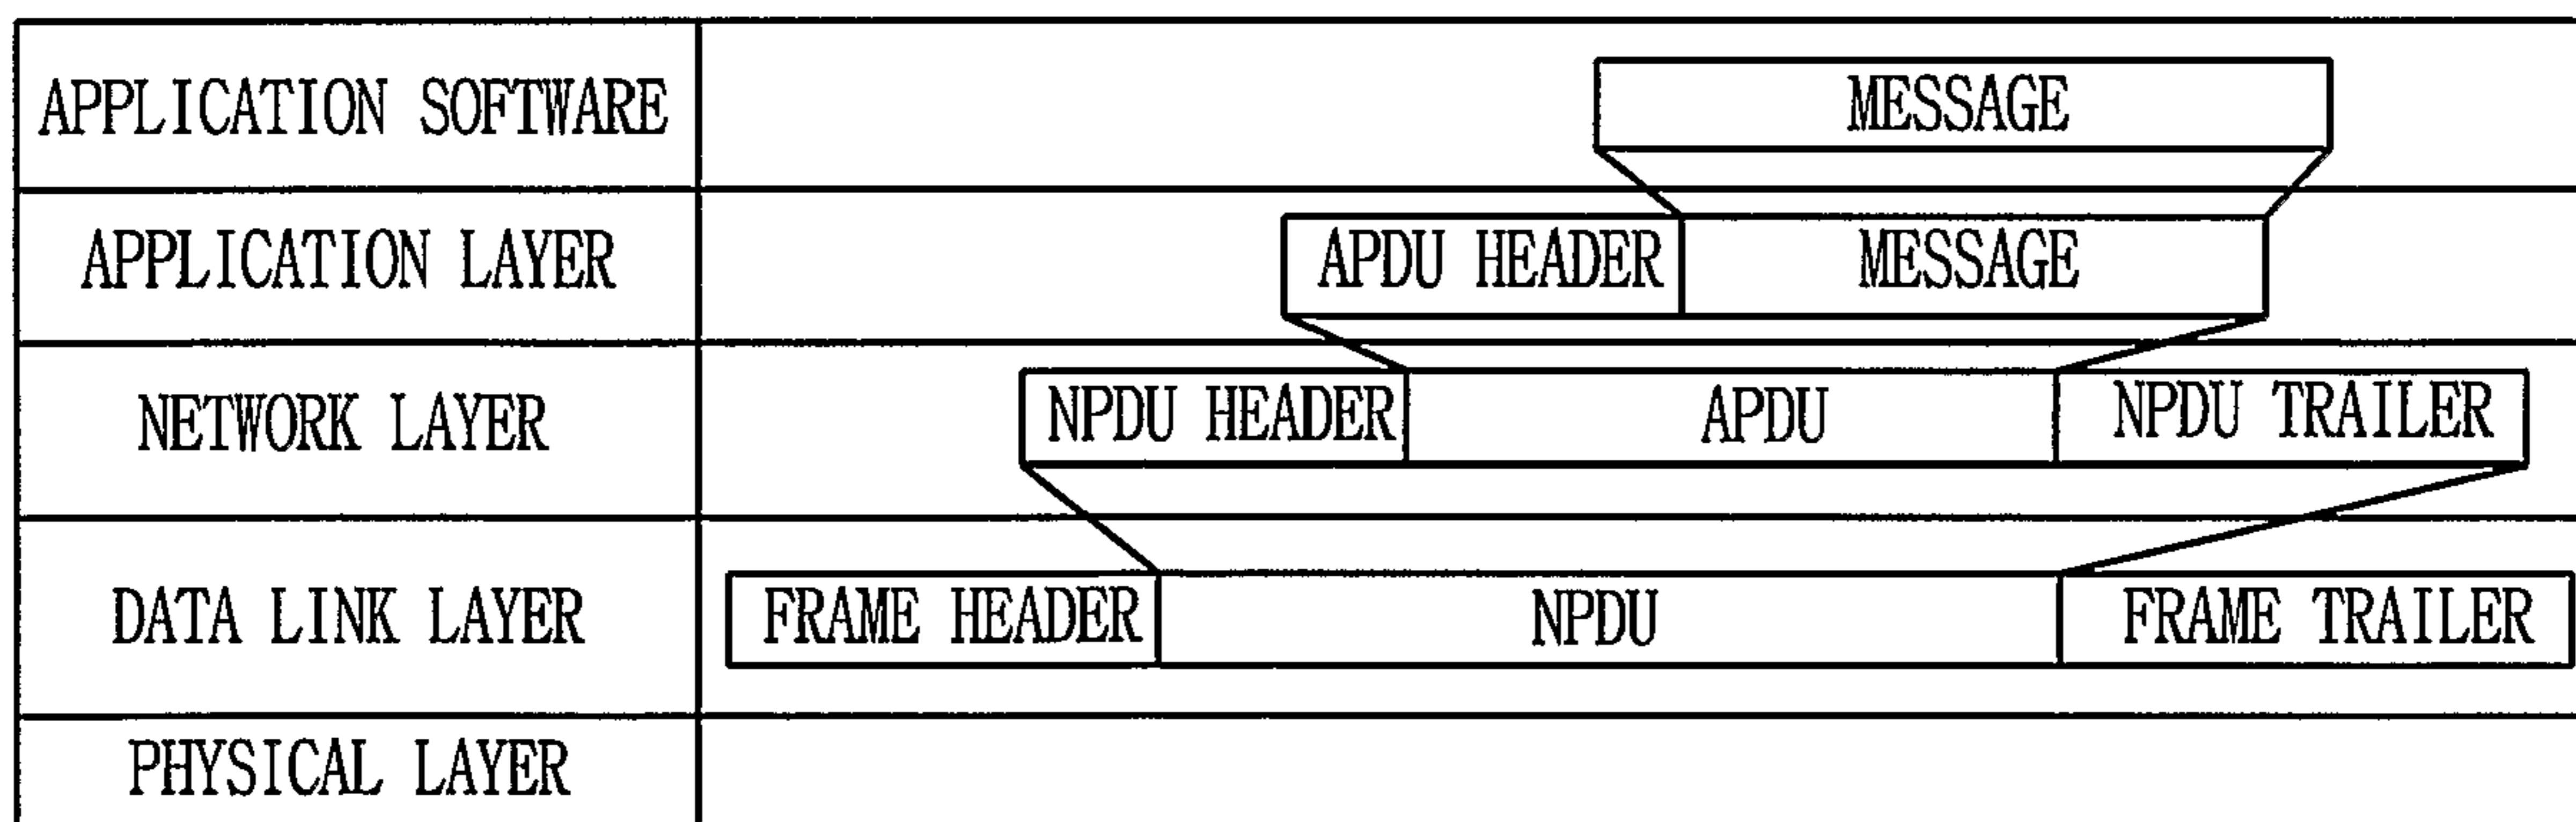 APPLICATION SOFTWARE
MESSAGE
APPLICATION LAYER
APDU HEADER
MESSAGE
NETWORK LAYER
NPDU HEADER
APDU
NPDU TRAILER
DATA LINK LAYER
FRAME HEADER
NPDU
FRAME TRAILER
PHYSICAL LAYER